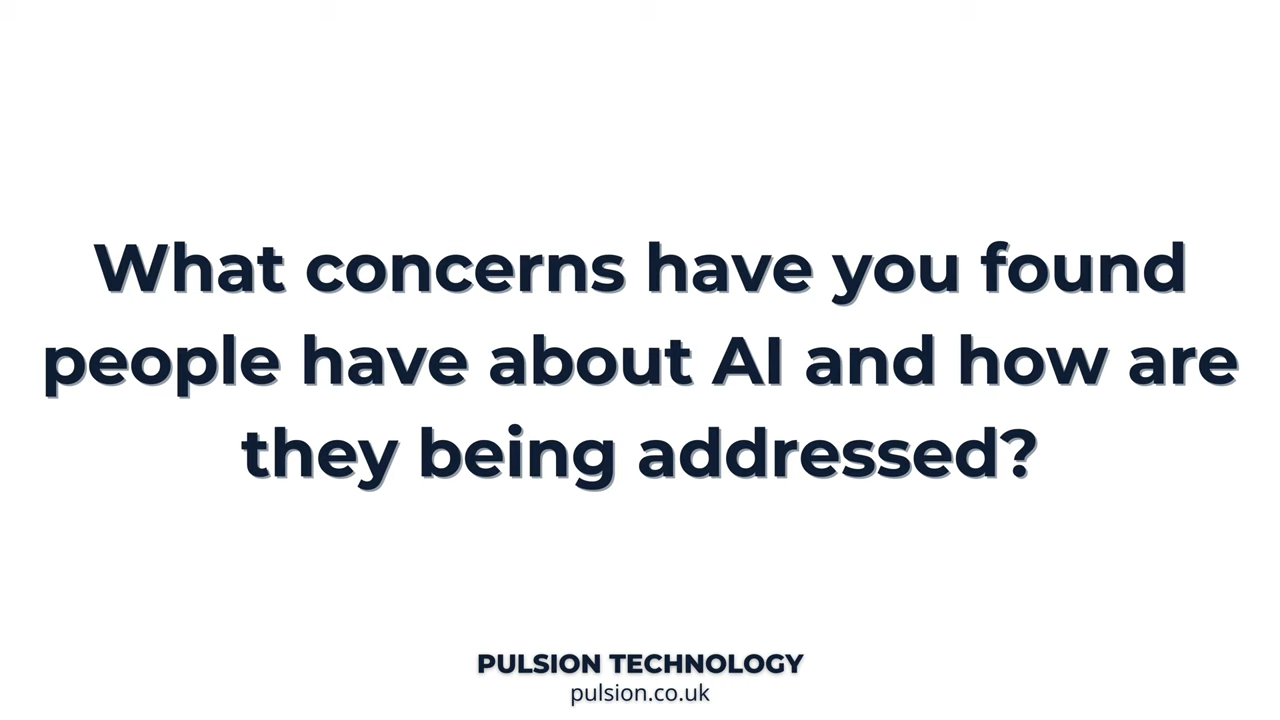 What concerns have you found
people have about AI and how are
they being addressed?
PULSION TECHNOLOGY
pulsion.co.uk